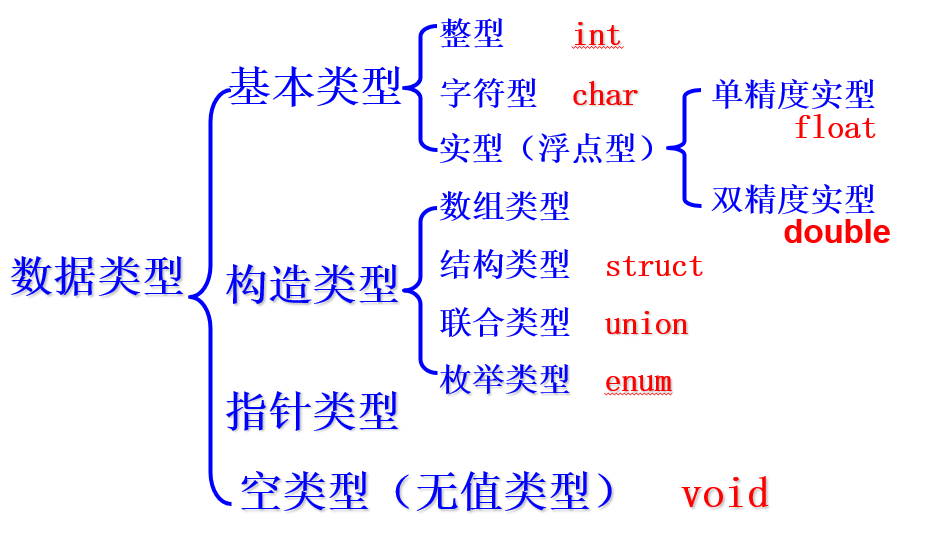 整型 int
基本类型
字符型 char
单精度实型
float
实型（浮点型）
双精度实型
double
数组类型
数据类型
构造类型
结构类型 struct
联合类型 union
枚举类型 enum
指针类型
空类型（无值类型） void